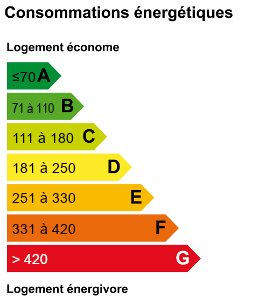 Consommations énergétiques
Logement économe
≤70 A
71 à 110 B
111 à 180 C
181 à 250 D
251 à 330 E
331 à 420 F
> 420 G
Logement énergivore